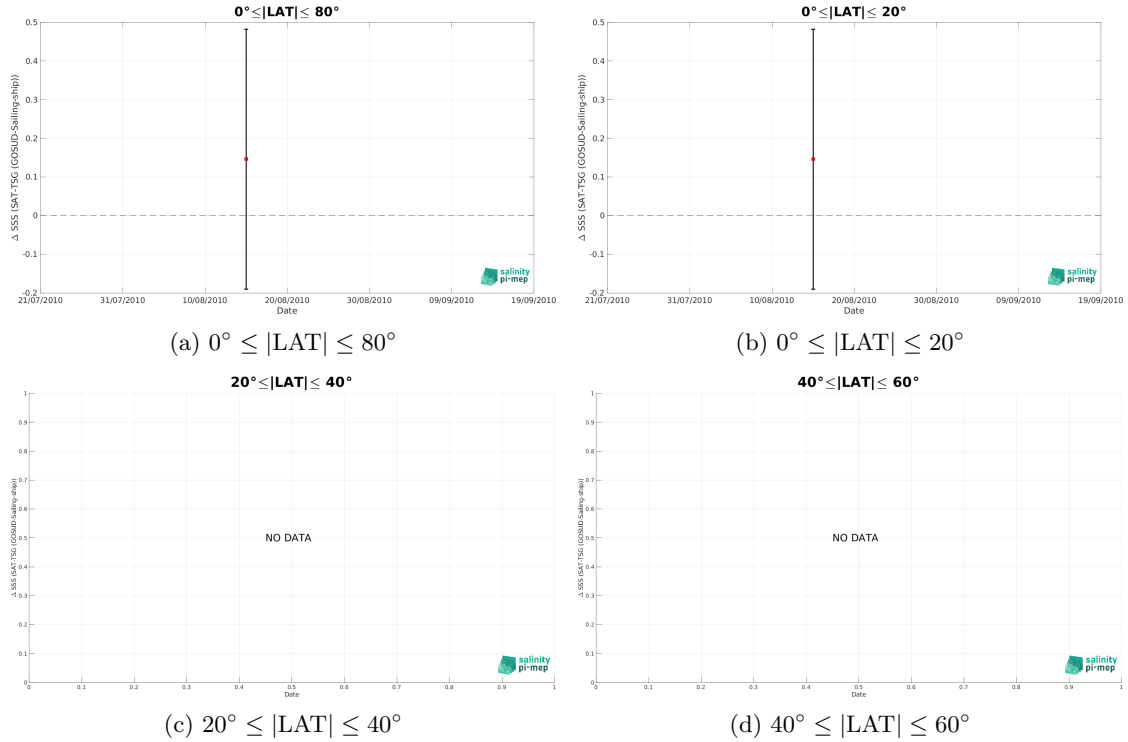 0°≤|LAT|≤ 80°
0.5
0.4
0.3
0.2
0.1
0
-0.1
-0.2
Δ SSS (SAT-TSG (GOSUD-Sailing-ship))
21/07/2010 31/07/2010 10/08/2010 20/08/2010 30/08/2010 09/09/2010 19/09/2010
Date
salinity
pi-mep
(a) 0° ≤ |LAT| ≤ 80°
0°≤|LAT|≤ 20°
0.5
0.4
0.3
0.2
0.1
0
-0.1
-0.2
Δ SSS (SAT-TSG (GOSUD-Sailing-ship))
21/07/2010 31/07/2010 10/08/2010 20/08/2010 30/08/2010 09/09/2010 19/09/2010
Date
salinity
pi-mep
(b) 0° ≤ |LAT| ≤ 20°
20°≤|LAT|≤ 40°
1
0.9
0.8
0.7
0.6
0.5
0.4
0.3
0.2
0.1
0
Δ SSS (SAT-TSG (GOSUD-Sailing-ship))
NO DATA
0 0.1 0.2 0.3 0.4 0.5 0.6 0.7 0.8 0.9 1
Date
salinity
pi-mep
(c) 20° ≤ |LAT| ≤ 40°
40°≤|LAT|≤ 60°
1
0.9
0.8
0.7
0.6
0.5
0.4
0.3
0.2
0.1
0
Δ SSS (SAT-TSG (GOSUD-Sailing-ship))
NO DATA
0 0.1 0.2 0.3 0.4 0.5 0.6 0.7 0.8 0.9 1
Date
salinity
pi-mep
(d) 40° ≤ |LAT| ≤ 60°